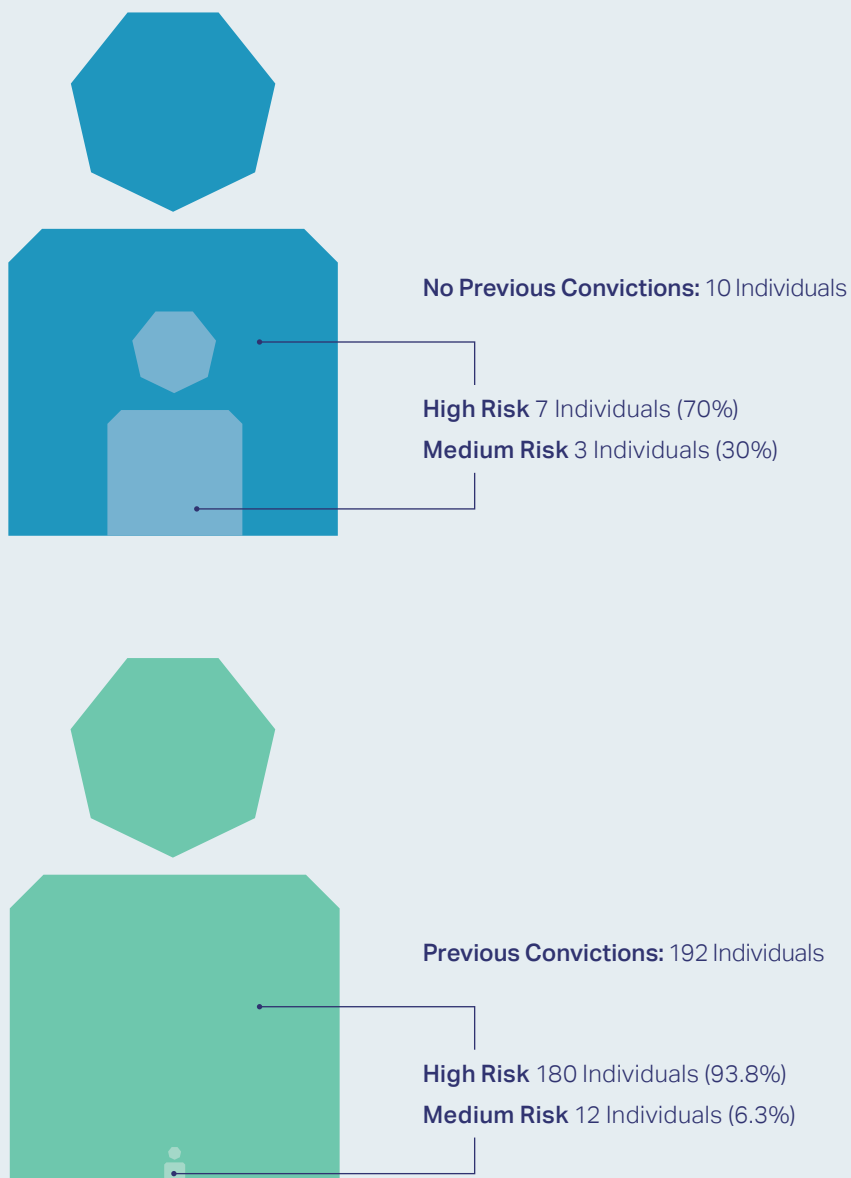 No Previous Convictions: 10 Individuals
High Risk 7 Individuals (70%)
Medium Risk 3 Individuals (30%)
Previous Convictions: 192 Individuals
High Risk 180 Individuals (93.8%)
Medium Risk 12 Individuals (6.3%)